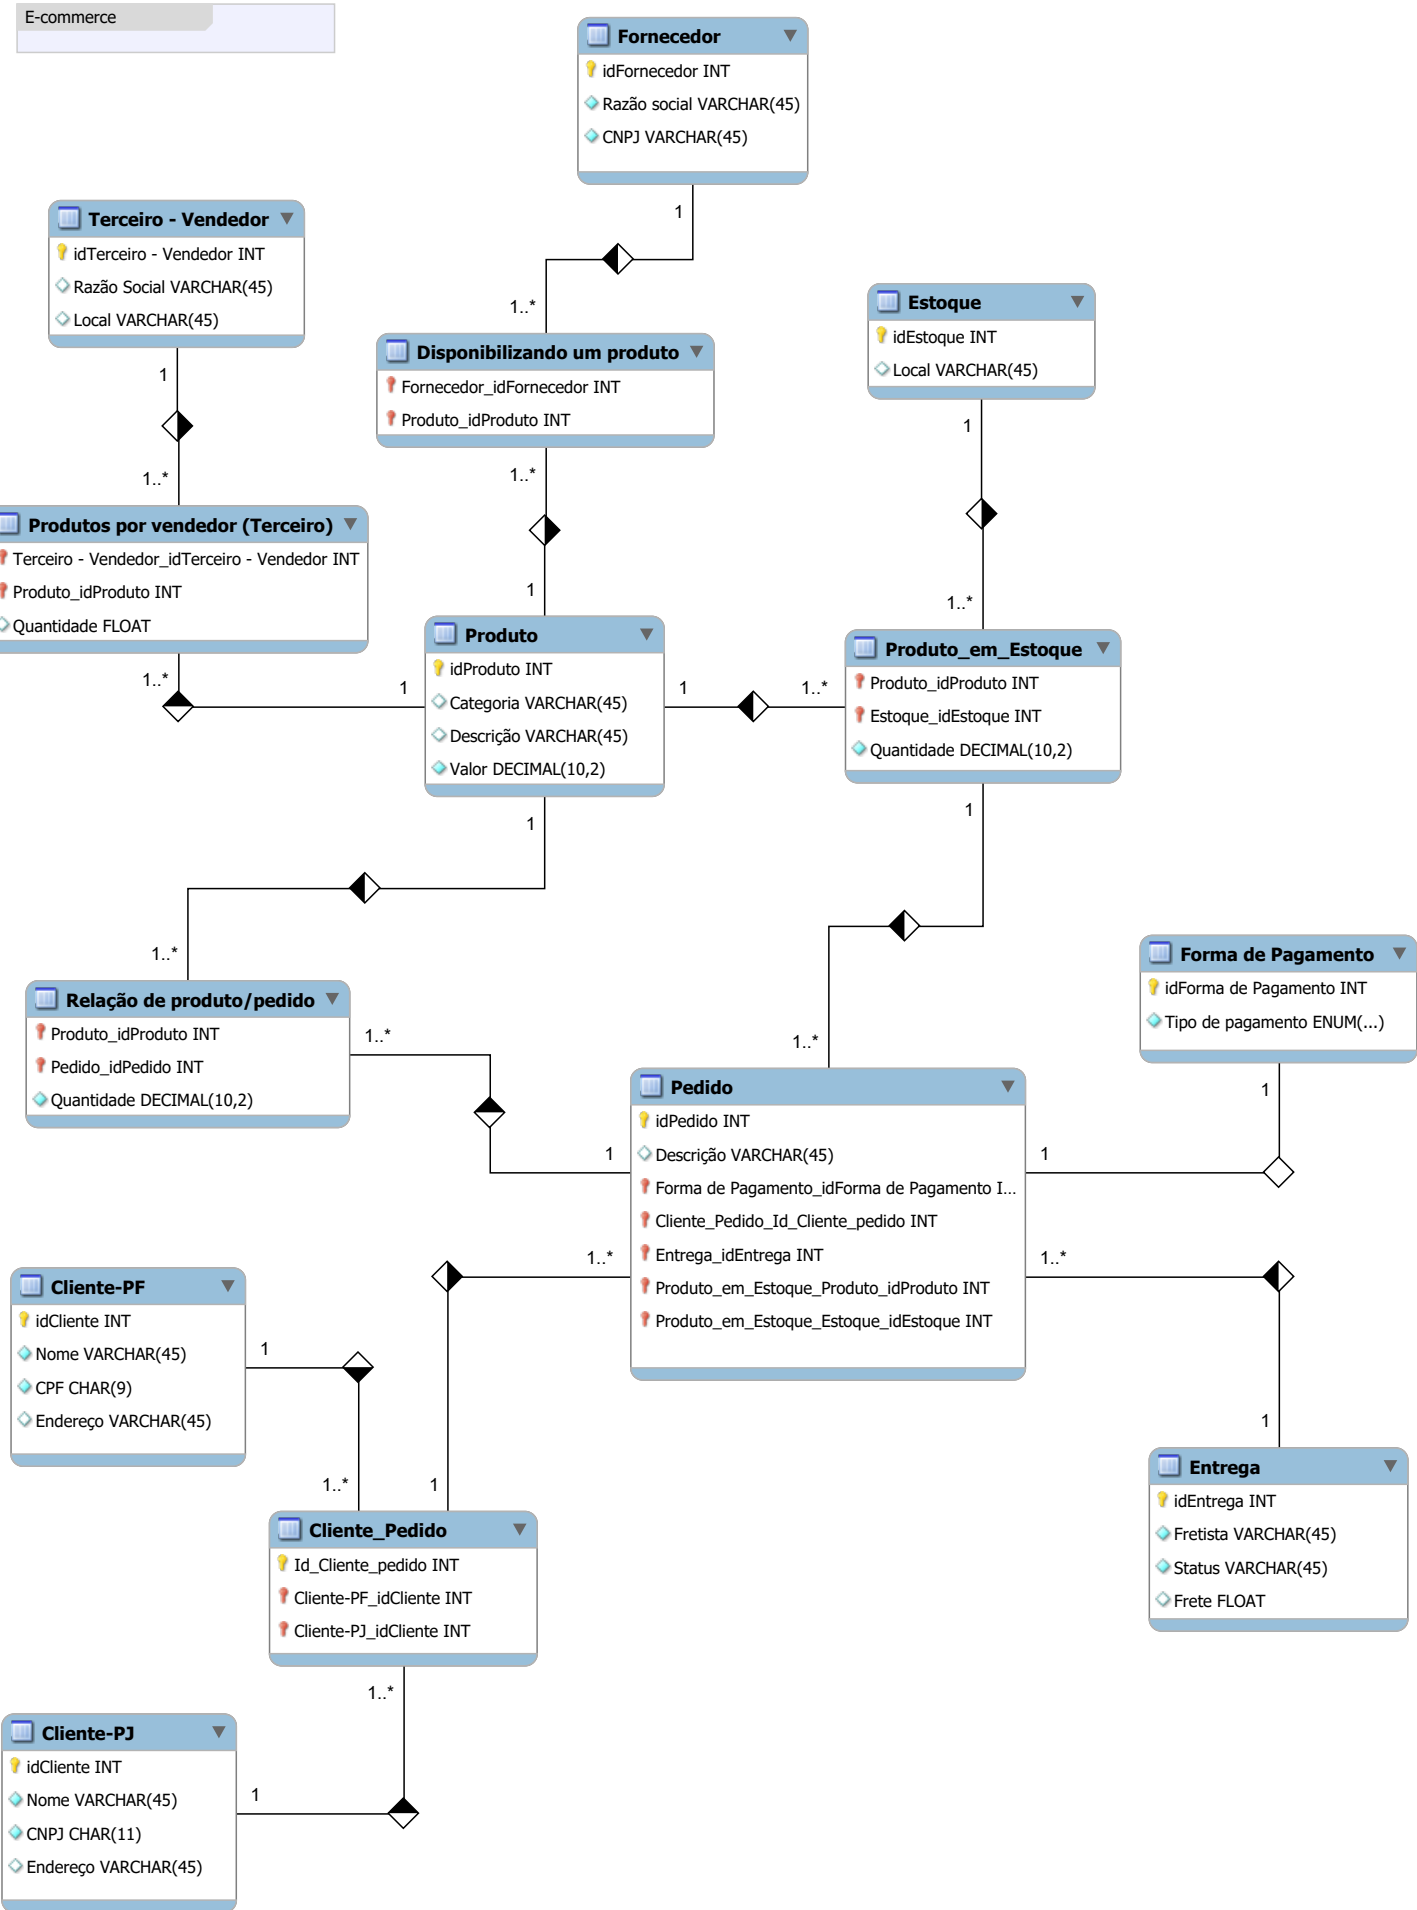 E-commerce
Fornecedor
idFornecedor INT
Razão social VARCHAR(45)
CNPJ VARCHAR(45)
1
1..*
Terceiro - Vendedor
idTerceiro - Vendedor INT
Razão Social VARCHAR(45)
Local VARCHAR(45)
1
1..*
Disponibilizando um produto
Fornecedor_idFornecedor INT
Produto_idProduto INT
1..*
1
Estoque
idEstoque INT
Local VARCHAR(45)
1
1..*
Produtos por vendedor (Terceiro)
Terceiro - Vendedor_idTerceiro - Vendedor INT
Produto_idProduto INT
Quantidade FLOAT
1..*
1
Produto
idProduto INT
Categoria VARCHAR(45)
Descrição VARCHAR(45)
Valor DECIMAL(10,2)
1
1..*
Produto_em_Estoque
Produto_idProduto INT
Estoque_idEstoque INT
Quantidade DECIMAL(10,2)
1
1
1..*
1..*
Relação de produto/pedido
Produto_idProduto INT
Pedido_idPedido INT
Quantidade DECIMAL(10,2)
1..*
1
Forma de Pagamento
idForma de Pagamento INT
Tipo de pagamento ENUM(...)
1
1
Pedido
idPedido INT
Descrição VARCHAR(45)
Forma de Pagamento_idForma de Pagamento I...
Cliente_Pedido_Id_Cliente_pedido INT
Entrega_idEntrega INT
Produto_em_Estoque_Produto_idProduto INT
Produto_em_Estoque_Estoque_idEstoque INT
1..*
1..*
Cliente-PF
idCliente INT
Nome VARCHAR(45)
CPF CHAR(9)
Endereço VARCHAR(45)
1
1..*
1
1
Entrega
idEntrega INT
Fretista VARCHAR(45)
Status VARCHAR(45)
Frete FLOAT
Cliente_Pedido
Id_Cliente_pedido INT
Cliente-PF_idCliente INT
Cliente-PJ_idCliente INT
1..*
Cliente-PJ
idCliente INT
Nome VARCHAR(45)
CNPJ CHAR(11)
Endereço VARCHAR(45)
1